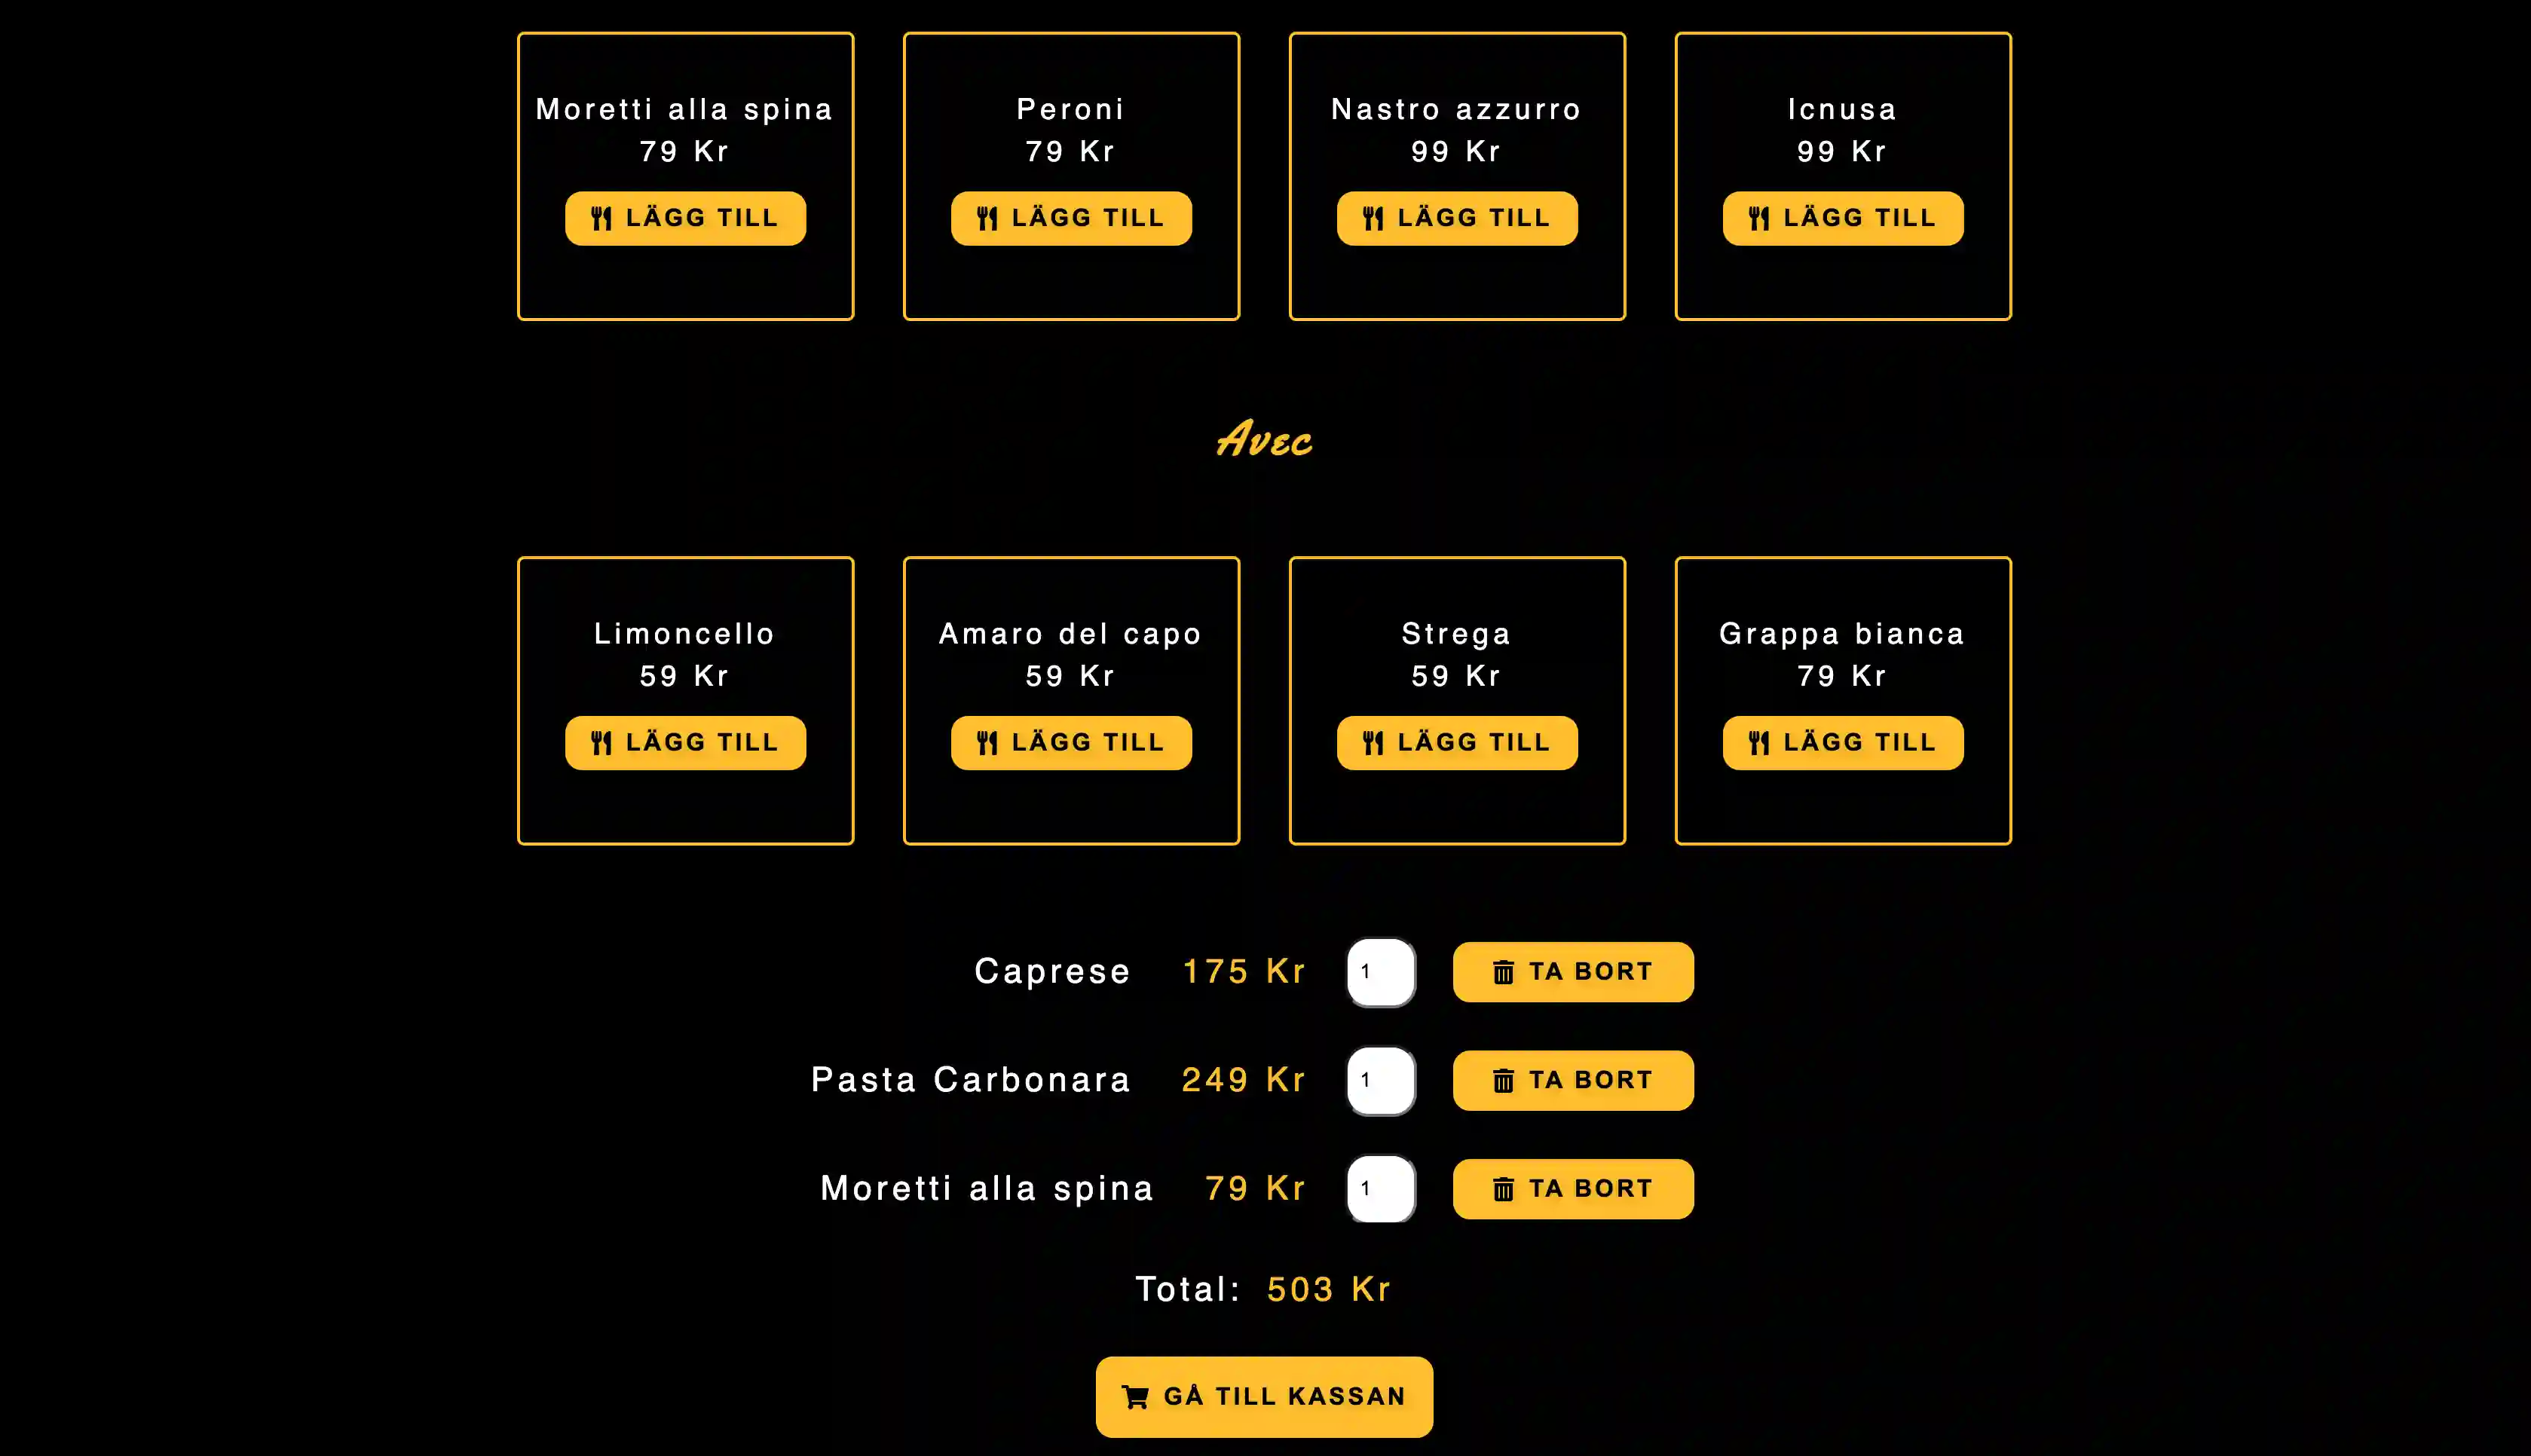 Moretti alla spina
79 Kr
LÄGG TILL
Peroni
79 Kr
LÄGG TILL
Nastro azzurro
99 Kr
LÄGG TILL
Icnusa
99 Kr
LÄGG TILL
Avec
Limoncello
59 Kr
LÄGG TILL
Amaro del capo
59 Kr
LÄGG TILL
Strega
59 Kr
LÄGG TILL
Grappa bianca
79 Kr
LÄGG TILL
Caprese 175 Kr 1 TA BORT
Pasta Carbonara 249 Kr 1 TA BORT
Moretti alla spina 79 Kr 1 TA BORT
Total: 503 Kr
GÅ TILL KASSAN